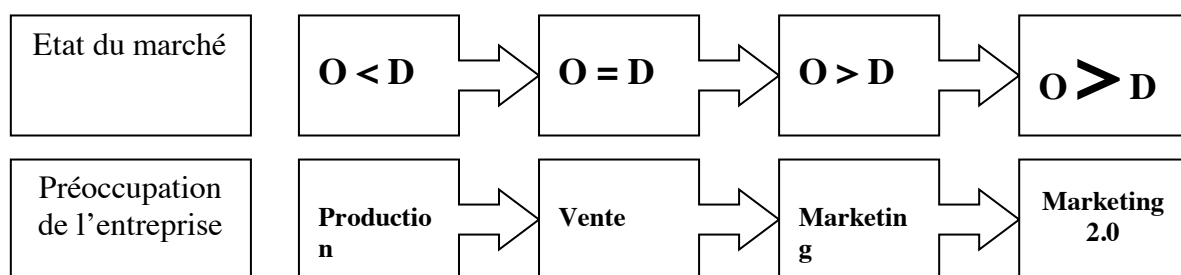 Etat du marché
O < D
O = D
O > D
O > D
Préoccupation
de l’entreprise
Productio
n
Vente
Marketin
g
Marketing
2.0